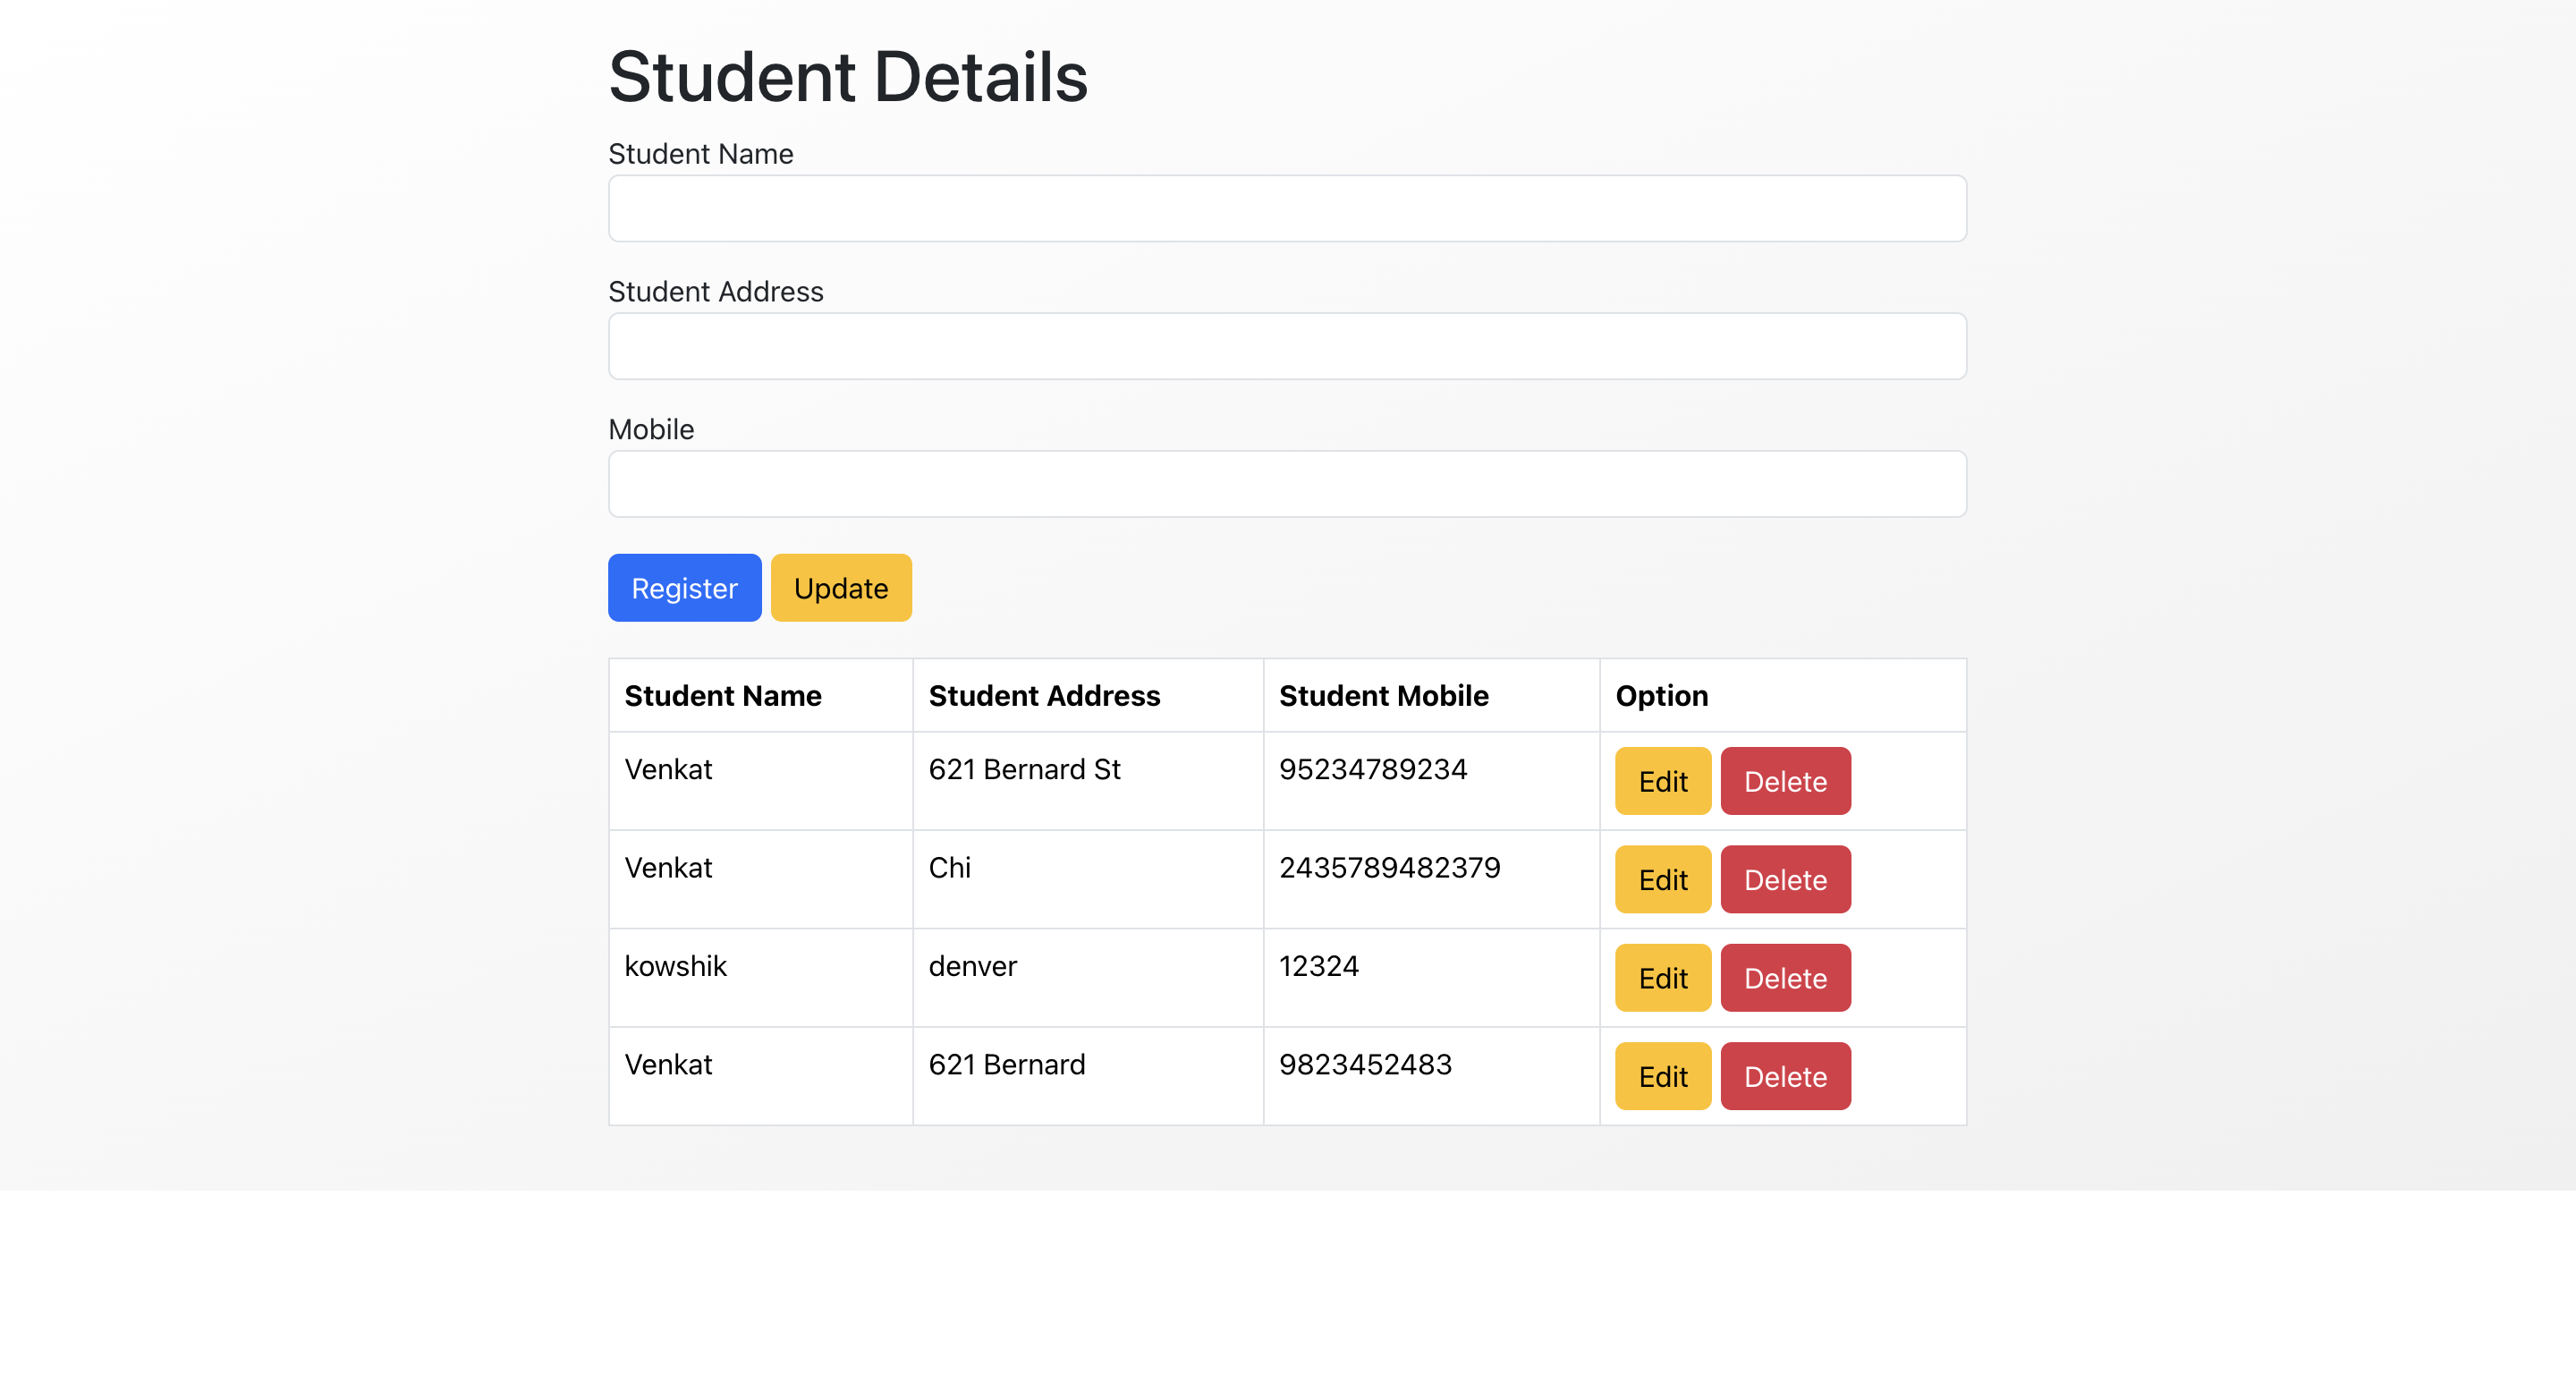 Student Details
Student Name
Student Address
Mobile
Register Update
Student Name Student Address Student Mobile Option
Venkat 621 Bernard St 95234789234 Edit Delete
Venkat Chi 2435789482379 Edit Delete
kowshik denver 12324 Edit Delete
Venkat 621 Bernard 9823452483 Edit Delete